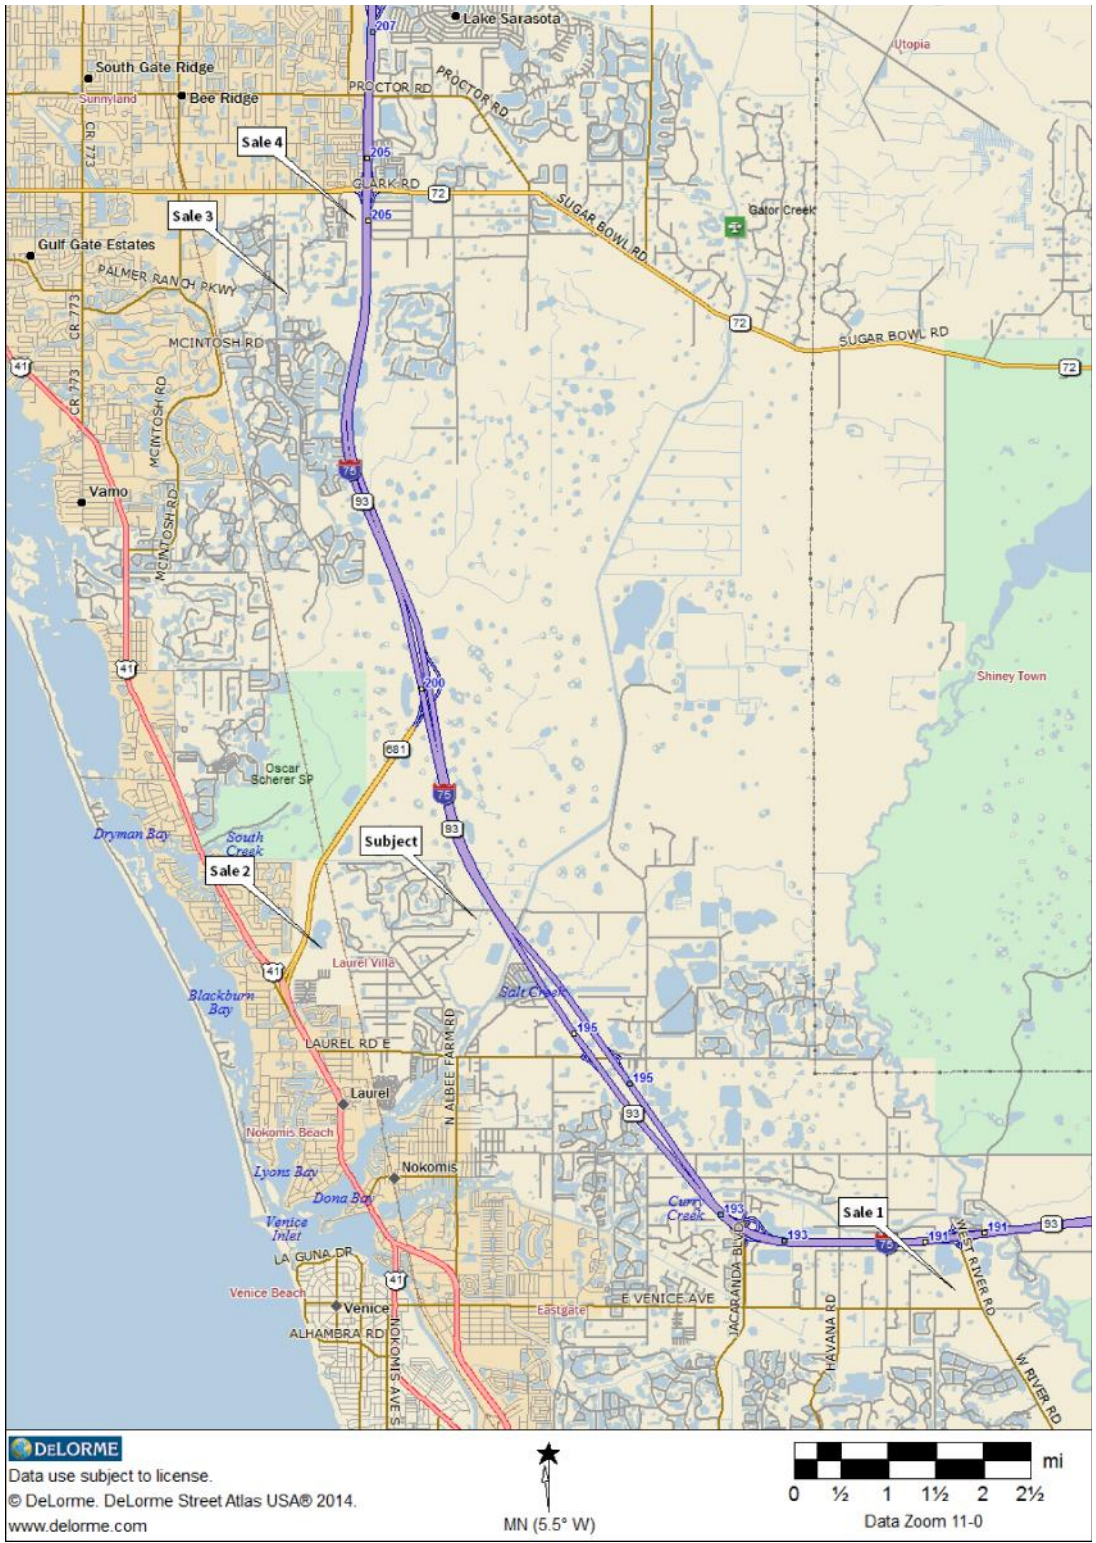 207
Lake Sarasota
Utopia
South Gate Ridge
Sunnyland
Bee Ridge
PROCTOR RD
PROCTOR RD
CR 773
Sale 4
205
CLARK RD
72
205
Sale 3
SUGAR BOWL RD
Gator Creek
Gulf Gate Estates
PALMER RANCH PKWY
CR 773
72
SUGAR BOWL RD
MCINTOSH RD
41
72
CR 773
MCINTOSH RD
75
93
Vamo
MCINTOSH RD
41
200
Shiney Town
681
Oscar
Scherer SP
75
93
Dryman Bay
South
Creek
Subject
Sale 2
Laurel Villa
41
Blackburn
Bay
Salt Creek
195
LAUREL RD E
N ALBEE FARM RD
195
Laurel
93
Nokomis Beach
Lyons Bay
Nokomis
Dona Bay
Curry
Creek
193
Sale 1
Venice
Inlet
193
75
191
191
93
LA GUNA DR
JACARANDA BLVD
WEST RIVER RD
41
Venice Beach
Venice
Eastgate
E VENICE AVE
HAVANA RD
ALHAMBRA RD
NOKOMIS AVE S
W RIVER RD
DELORME
Data use subject to license.
© DeLorme. DeLorme Street Atlas USA® 2014.
www.delorme.com
MN (5.5° W)
mi
0 ½ 1 1½ 2 2½
Data Zoom 11-0